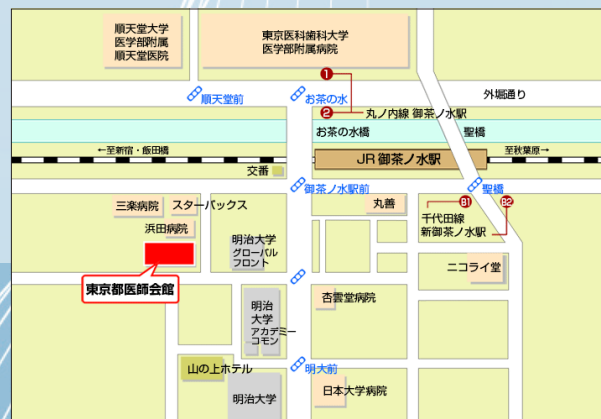 順天堂大学
医学部附属
順天堂医院
東京医科歯科大学
医学部附属病院
1
順天堂前
お茶の水
外堀通り
2
丸ノ内線 御茶ノ水駅
お茶の水橋
聖橋
←至新宿・飯田橋
JR 御茶ノ水駅
至秋葉原→
交番
御茶ノ水駅前
聖橋
三楽病院
スターバックス
丸善
B1
B2
浜田病院
千代田線
新御茶ノ水駅
明治大学
グローバル
フロント
ニコライ堂
東京都医師会館
明治
大学
アカデミー
コモン
杏雲堂病院
山の上ホテル
明大前
明治大学
日本大学病院